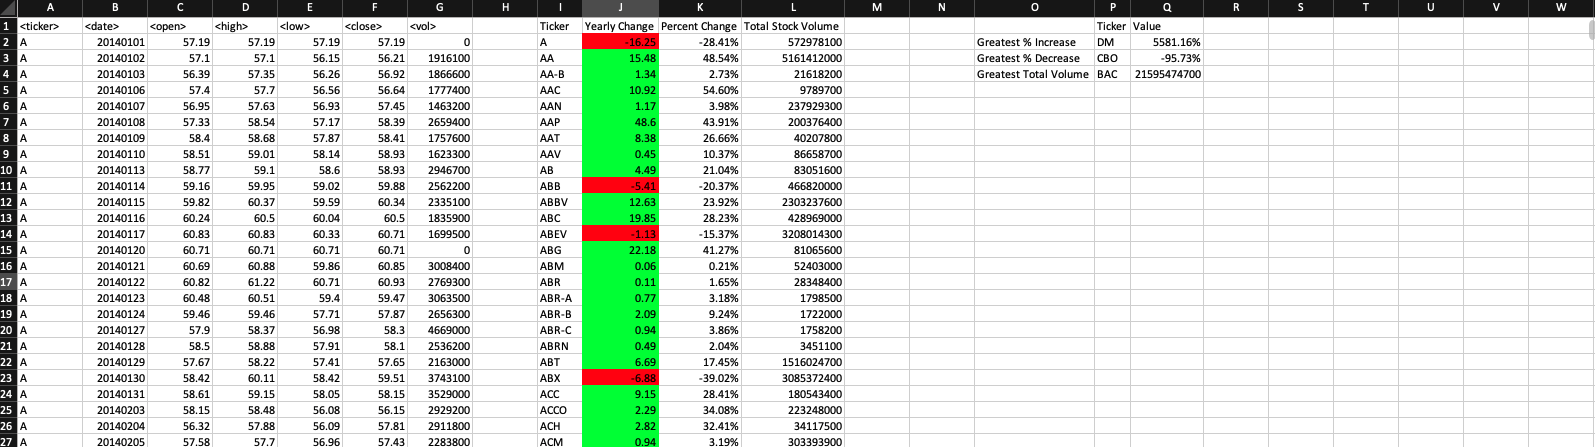 A B C D E F G H I J K L M N O P Q R S T U V W
1 <ticker> <date> <open> <high> <low> <close> <vol> Ticker Yearly Change Percent Change Total Stock Volume Ticker Value
2 A 20140101 57.19 57.19 57.19 57.19 0 A -16.25 -28.41% 572978100 Greatest % Increase DM 5581.16%
3 A 20140102 57.1 57.1 56.15 56.21 1916100 AA 15.48 48.54% 5161412000 Greatest % Decrease CBO -95.73%
4 A 20140103 56.39 57.35 56.26 56.92 1866600 AA-B 1.34 2.73% 21618200 Greatest Total Volume BAC 21595474700
5 A 20140106 57.4 57.7 56.56 56.64 1777400 AAC 10.92 54.60% 9789700
6 A 20140107 56.95 57.63 56.93 57.45 1463200 AAN 1.17 3.98% 237929300
7 A 20140108 57.33 58.54 57.17 58.39 2659400 AAP 48.6 43.91% 200376400
8 A 20140109 58.4 58.68 57.87 58.41 1757600 AAT 8.38 26.66% 40207800
9 A 20140110 58.51 59.01 58.14 58.93 1623300 AAV 0.45 10.37% 86658700
10 A 20140113 58.77 59.1 58.6 58.93 2946700 AB 4.49 21.04% 83051600
11 A 20140114 59.16 59.95 59.02 59.88 2562200 ABB -5.41 -20.37% 466820000
12 A 20140115 59.82 60.37 59.59 60.34 2335100 ABBV 12.63 23.92% 2303237600
13 A 20140116 60.24 60.5 60.04 60.5 1835900 ABC 19.85 28.23% 428969000
14 A 20140117 60.83 60.83 60.33 60.71 1699500 ABEV -1.13 -15.37% 3208014300
15 A 20140120 60.71 60.71 60.71 60.71 0 ABG 22.18 41.27% 81065600
16 A 20140121 60.69 60.88 59.86 60.85 3008400 ABM 0.06 0.21% 52403000
17 A 20140122 60.82 61.22 60.71 60.93 2769300 ABR 0.11 1.65% 28348400
18 A 20140123 60.48 60.51 59.4 59.47 3063500 ABR-A 0.77 3.18% 1798500
19 A 20140124 59.46 59.46 57.71 57.87 2656300 ABR-B 2.09 9.24% 1722000
20 A 20140127 57.9 58.37 56.98 58.3 4669000 ABR-C 0.94 3.86% 1758200
21 A 20140128 58.5 58.88 57.91 58.1 2536200 ABRN 0.49 2.04% 3451100
22 A 20140129 57.67 58.22 57.41 57.65 2163000 ABT 6.69 17.45% 1516024700
23 A 20140130 58.42 60.11 58.42 59.51 3743100 ABX -6.88 -39.02% 3085372400
24 A 20140131 58.61 59.15 58.05 58.15 3529000 ACC 9.15 28.41% 180543400
25 A 20140203 58.15 58.48 56.08 56.15 2929200 ACCO 2.29 34.08% 223248000
26 A 20140204 56.32 57.88 56.09 57.81 2911800 ACH 2.82 32.41% 34117500
27 A 20140205 57.58 57.7 56.96 57.43 2283800 ACM 0.94 3.19% 303393900